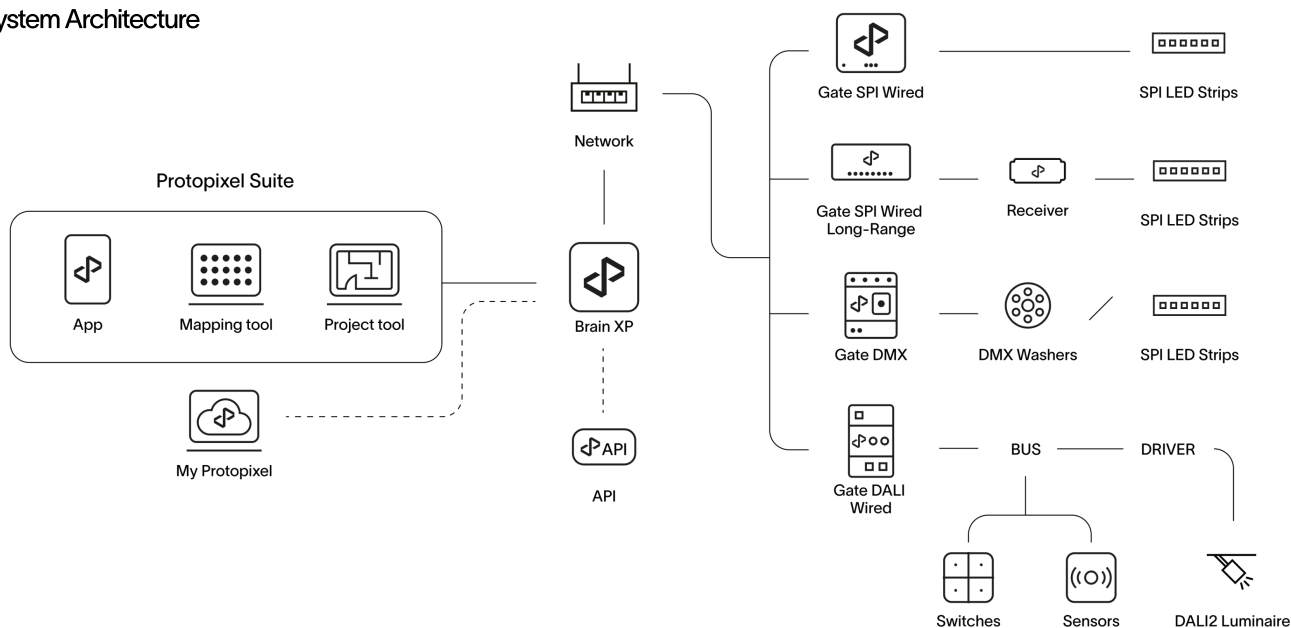 ystem Architecture
Gate SPI Wired
SPI LED Strips
Network
Protopixel Suite
Gate SPI Wired
Long-Range
Receiver
SPI LED Strips
App
Mapping tool
Project tool
Brain XP
Gate DMX
DMX Washers
SPI LED Strips
My Protopixel
API
API
Gate DALI
Wired
BUS
DRIVER
Switches
Sensors
DALI2 Luminaire